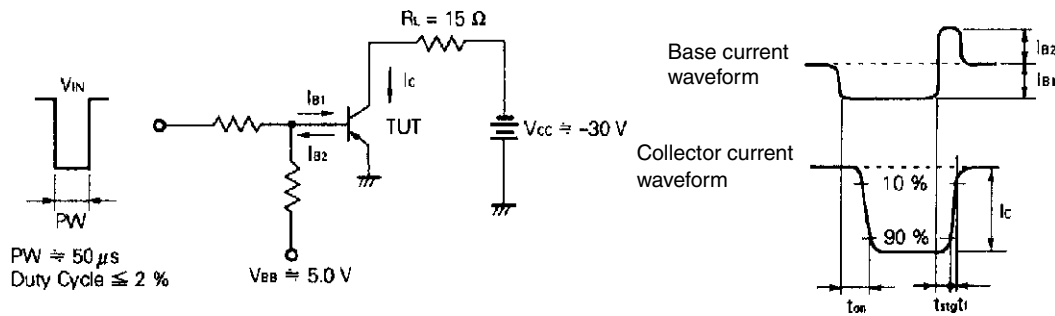 RL = 15 Ω
VIN
IB1
IC
IB2
TUT
VCC ≒ –30 V
PW
PW ≒ 50 μs
Duty Cycle ≦ 2 %
VBB ≒ 5.0 V
Base current
waveform
IB2
IB1
Collector current
waveform
10 %
90 %
IC
ton
tstg tf